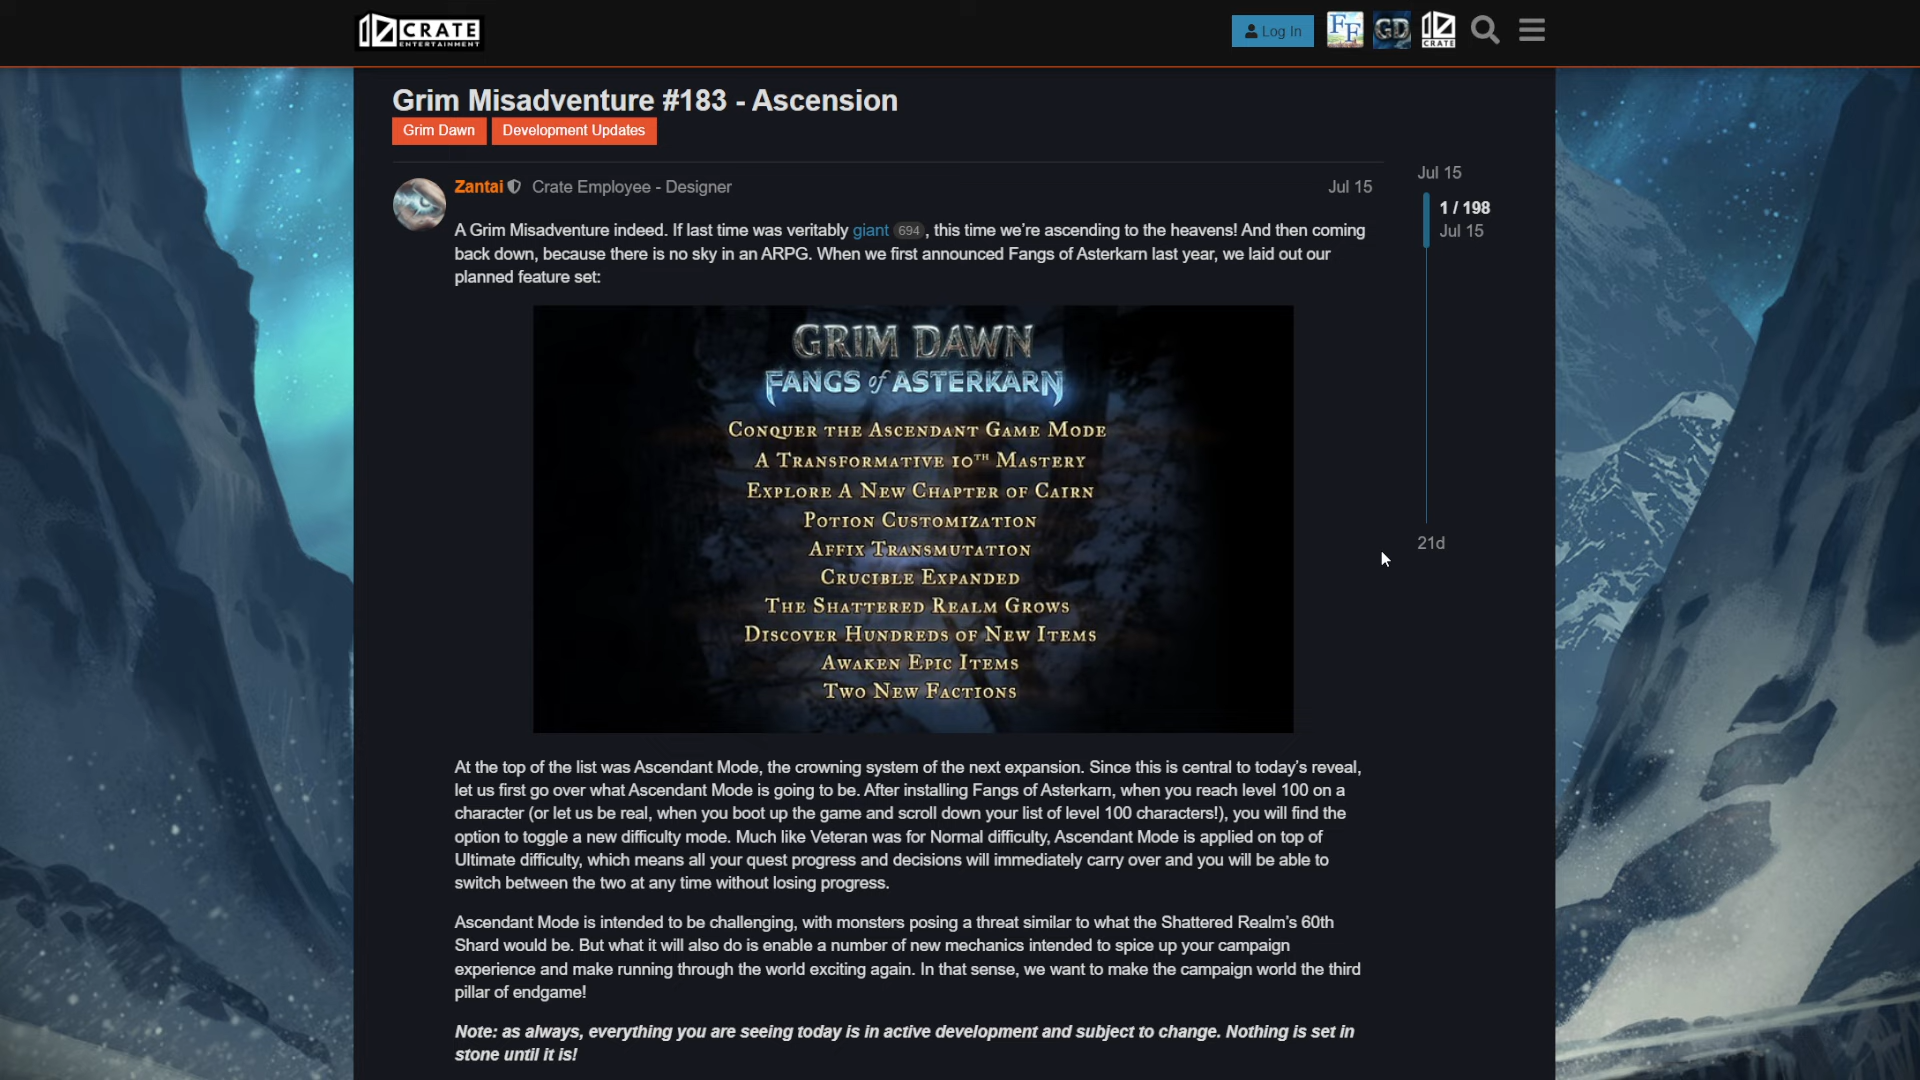 CRATE
ENTERTAINMENT
Log In
FF
GD
CRATE
Grim Misadventure #183 - Ascension
Grim Dawn
Development Updates
Zantai Crate Employee - Designer
Jul 15
Jul 15
1 / 198
Jul 15
21d
A Grim Misadventure indeed. If last time was veritably giant 694, this time we’re ascending to the heavens! And then coming
back down, because there is no sky in an ARPG. When we first announced Fangs of Asterkarn last year, we laid out our
planned feature set:
GRIM DAWN
FANGS of ASTERKARN
CONQUER THE ASCENDANT GAME MODE
A TRANSFORMATIVE 10TH MASTERY
EXPLORE A NEW CHAPTER OF CAIRN
POTION CUSTOMIZATION
AFFIX TRANSMUTATION
CRUCIBLE EXPANDED
THE SHATTERED REALM GROWS
DISCOVER HUNDREDS OF NEW ITEMS
AWAKEN EPIC ITEMS
TWO NEW FACTIONS
At the top of the list was Ascendant Mode, the crowning system of the next expansion. Since this is central to today’s reveal,
let us first go over what Ascendant Mode is going to be. After installing Fangs of Asterkarn, when you reach level 100 on a
character (or let us be real, when you boot up the game and scroll down your list of level 100 characters!), you will find the
option to toggle a new difficulty mode. Much like Veteran was for Normal difficulty, Ascendant Mode is applied on top of
Ultimate difficulty, which means all your quest progress and decisions will immediately carry over and you will be able to
switch between the two at any time without losing progress.
Ascendant Mode is intended to be challenging, with monsters posing a threat similar to what the Shattered Realm’s 60th
Shard would be. But what it will also do is enable a number of new mechanics intended to spice up your campaign
experience and make running through the world exciting again. In that sense, we want to make the campaign world the third
pillar of endgame!
Note: as always, everything you are seeing today is in active development and subject to change. Nothing is set in
stone until it is!